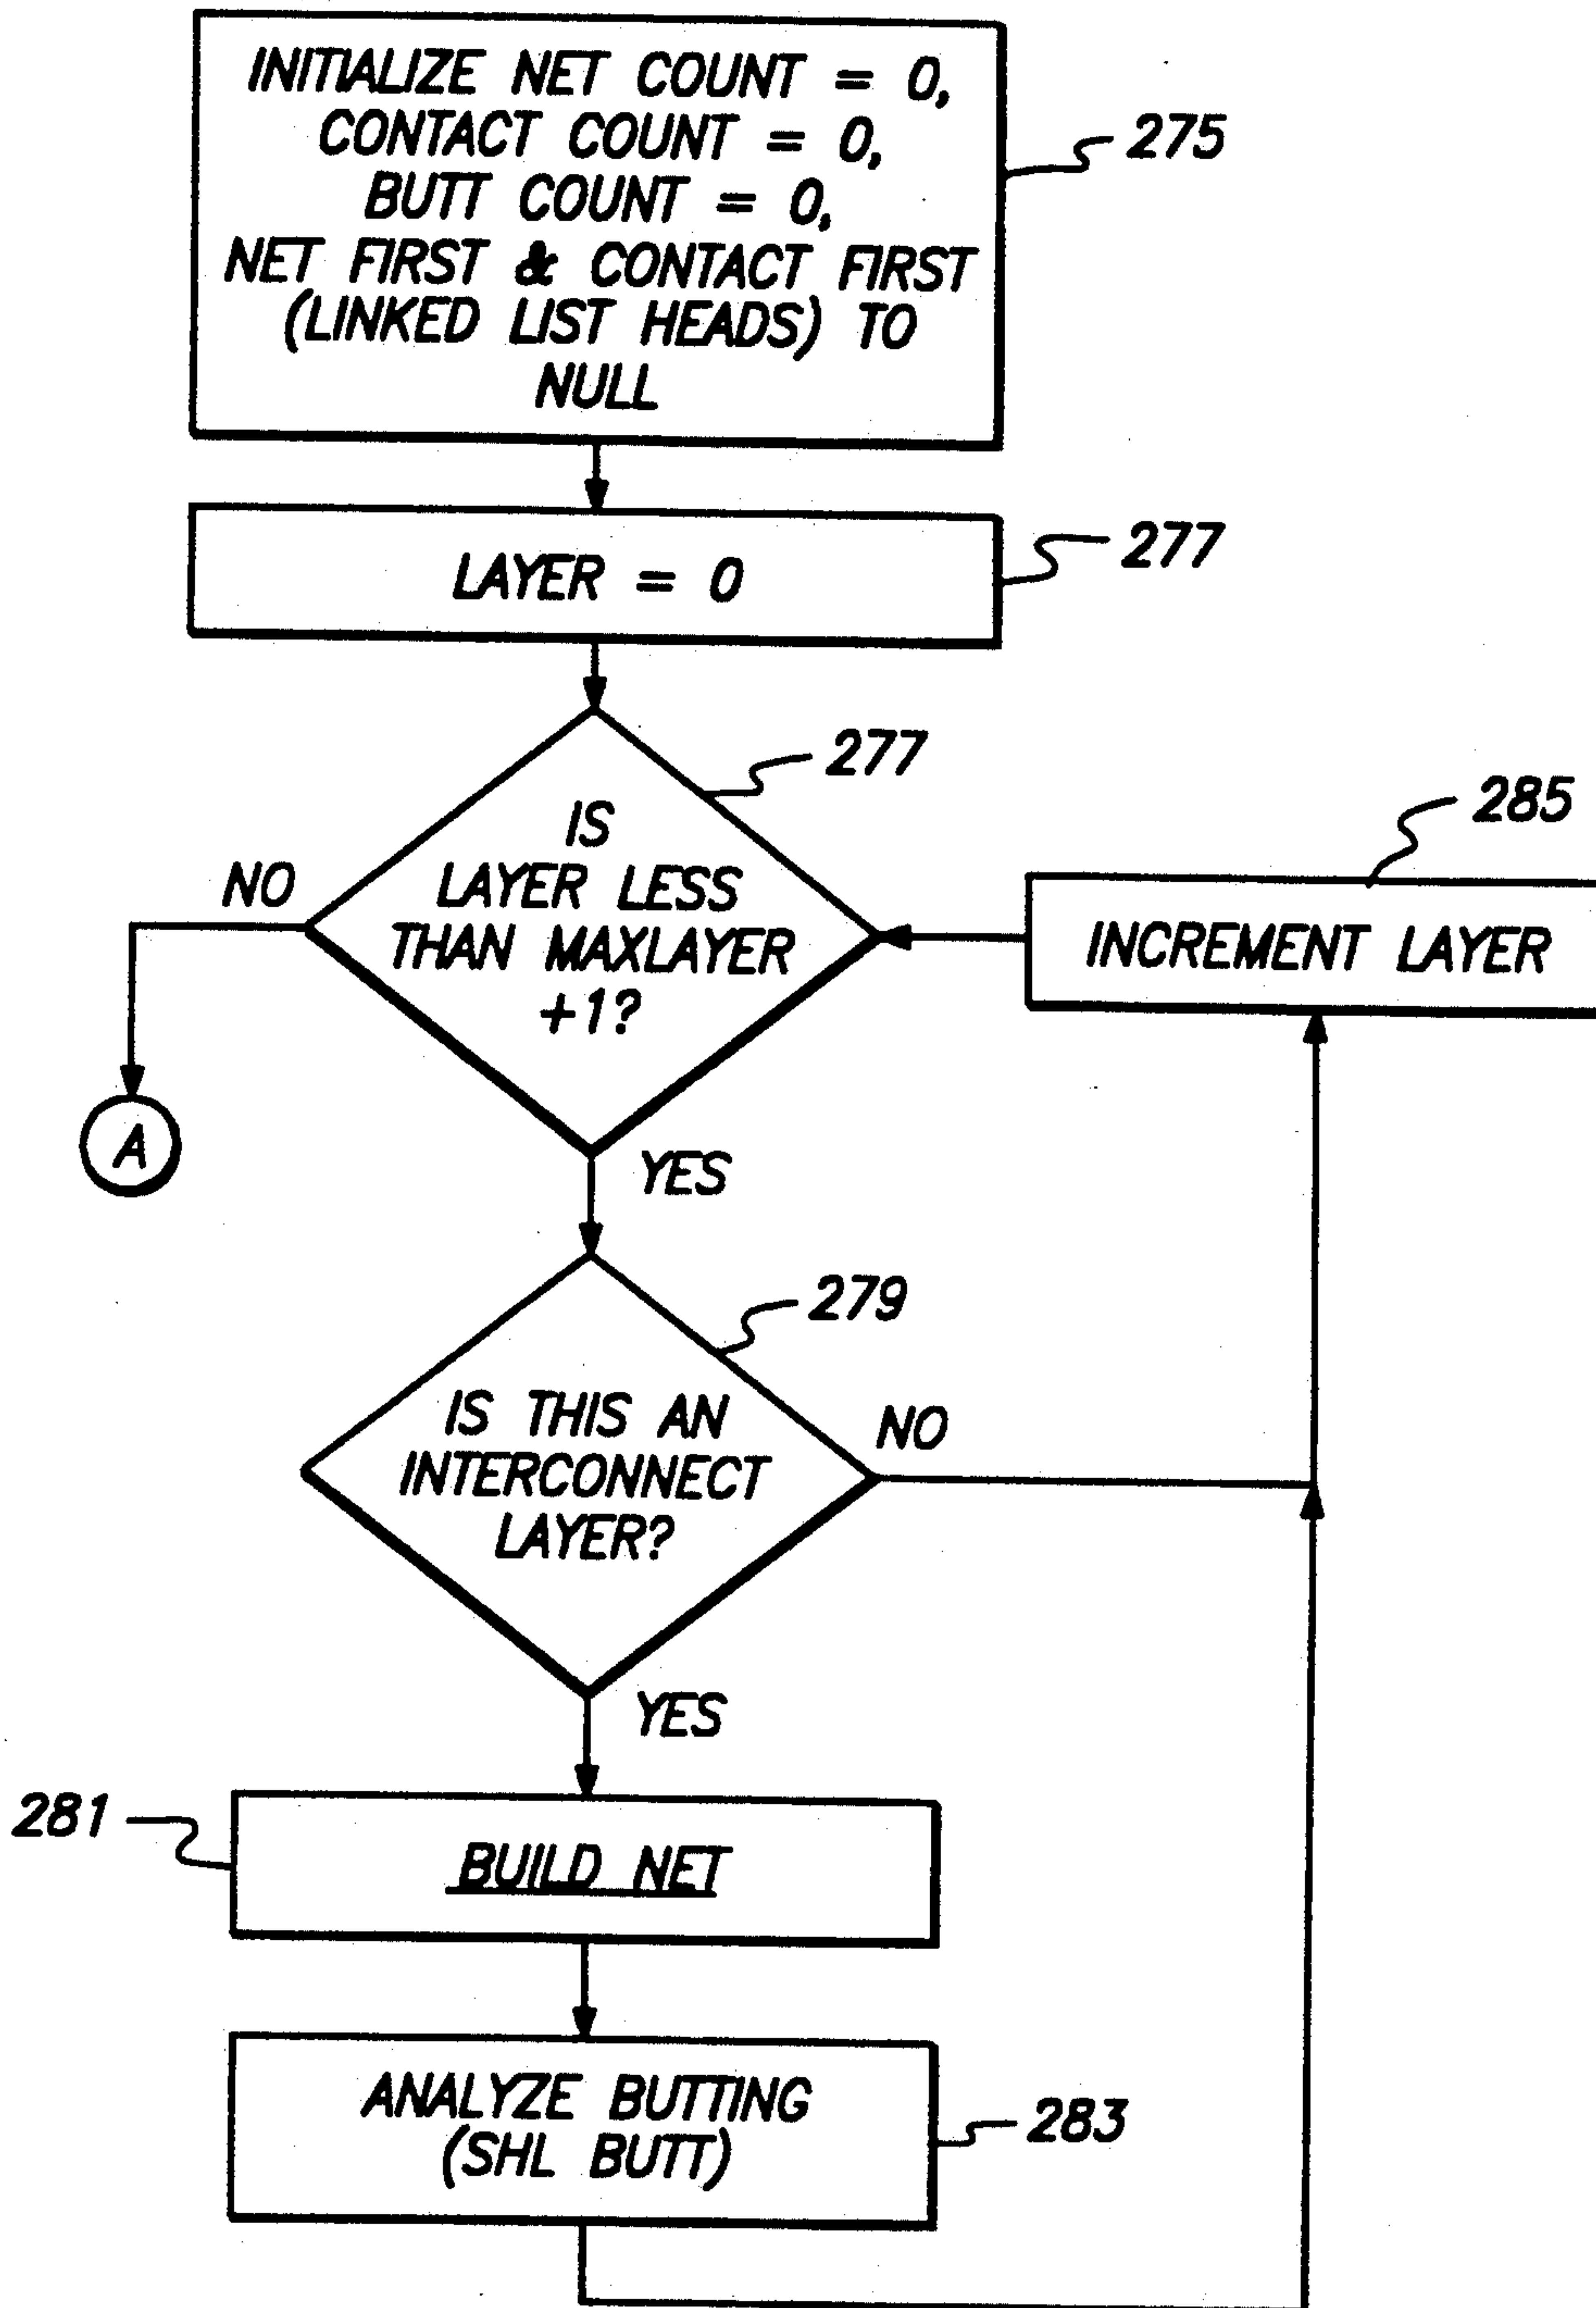 INITIALIZE NET COUNT = 0,
CONTACT COUNT = 0,
BUTT COUNT = 0,
NET FIRST & CONTACT FIRST
(LINKED LIST HEADS) TO
NULL
275
LAYER = 0
277
277
IS
LAYER LESS
THAN MAXLAYER
+1?
NO
A
YES
285
INCREMENT LAYER
279
IS THIS AN
INTERCONNECT
LAYER?
NO
YES
281
BUILD NET
ANALYZE BUTTING
(SHL BUTT)
283